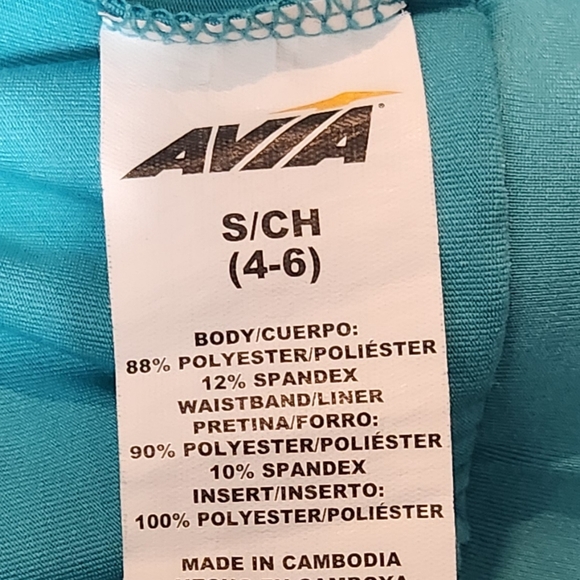 AVIA
S/CH
(4-6)
BODY/CUERPO:
88% POLYESTER/POLIÉSTER
12% SPANDEX
WAISTBAND/LINER
PRETINA/FORRO:
90% POLYESTER/POLIÉSTER
10% SPANDEX
INSERT/INSERTO:
100% POLYESTER/POLIÉSTER
MADE IN CAMBODIA